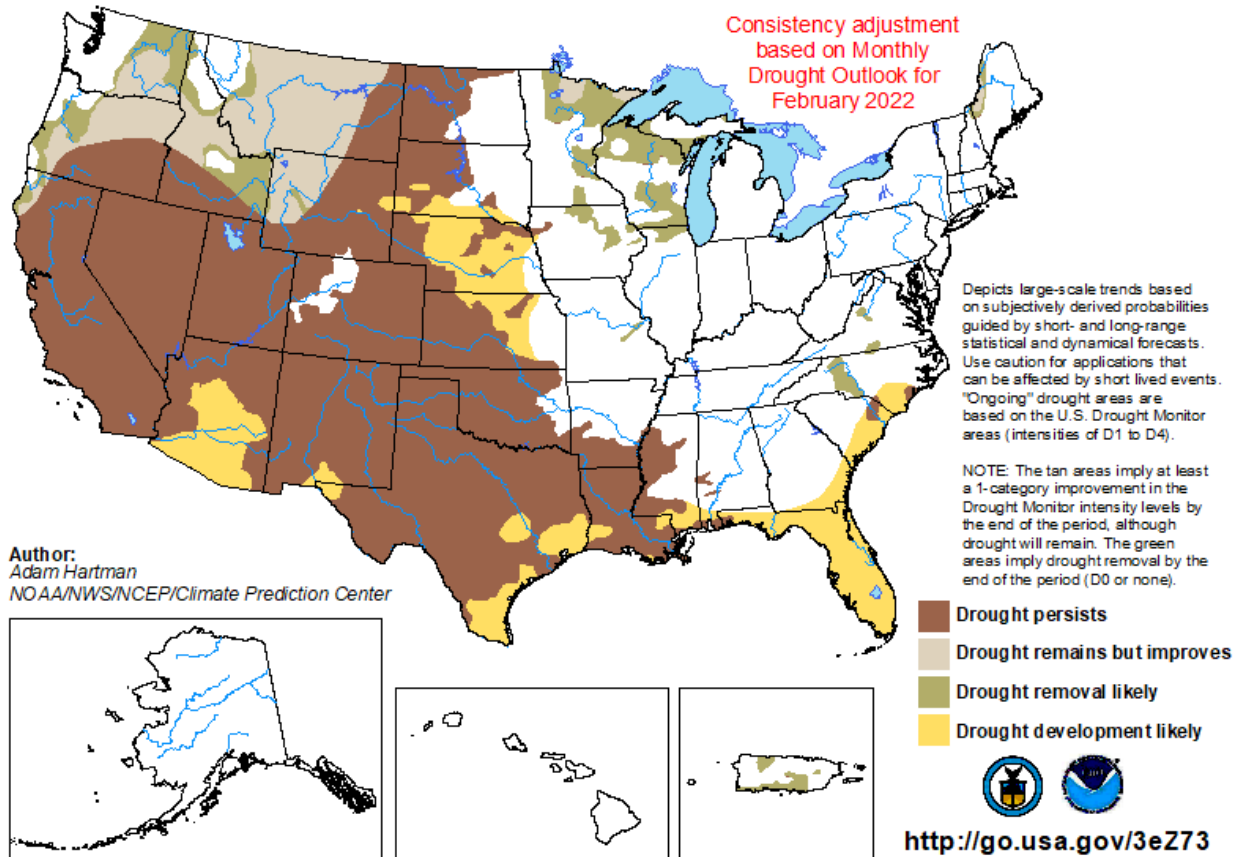 Consistency adjustment
based on Monthly
Drought Outlook for
February 2022
Depicts large-scale trends based
on subjectively derived probabilities
guided by short- and long-range
statistical and dynamical forecasts.
Use caution for applications that
can be affected by short lived events.
"Ongoing" drought areas are
based on the U.S. Drought Monitor
areas (intensities of D1 to D4).
NOTE: The tan areas imply at least
a 1-category improvement in the
Drought Monitor intensity levels by
the end of the period, although
drought will remain. The green
areas imply drought removal by the
end of the period (D0 or none).
Author:
Adam Hartman
NOAA/NWS/NCEP/Climate Prediction Center
Drought persists
Drought remains but improves
Drought removal likely
Drought development likely
http://go.usa.gov/3eZ73